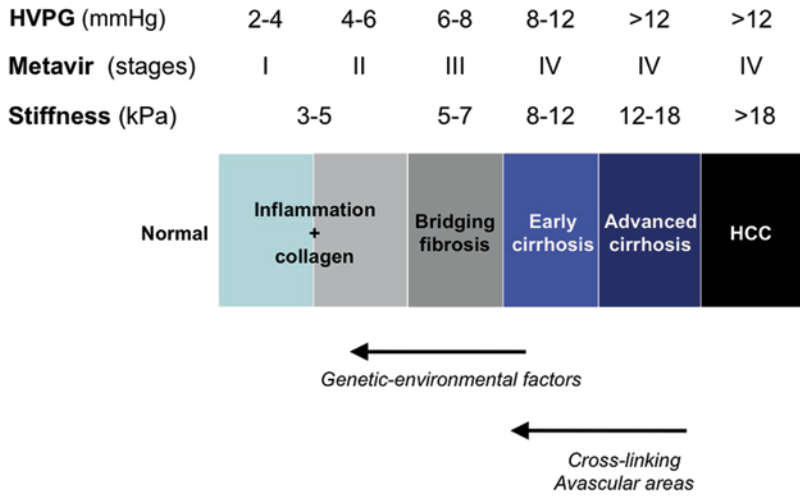 HVPG (mmHg) 2-4 4-6 6-8 8-12 >12 >12
Metavir (stages) I II III IV IV IV
Stiffness (kPa) 3-5 5-7 8-12 12-18 >18
Normal
Inflammation
+
collagen
Bridging
fibrosis
Early
cirrhosis
Advanced
cirrhosis
HCC
Genetic-environmental factors
Cross-linking
Avascular areas